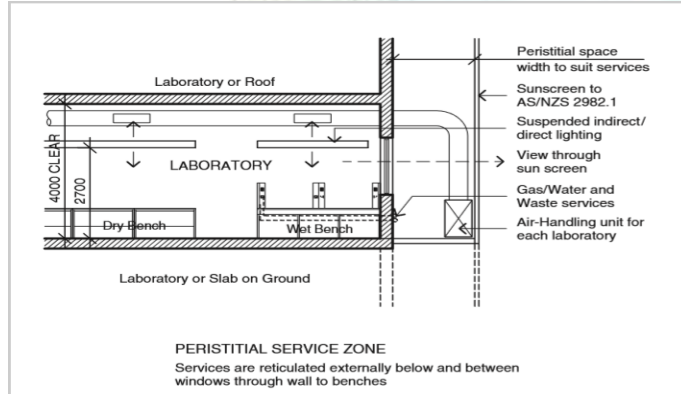 Peristitial space
width to suit services
Laboratory or Roof
Sunscreen to
AS/NZS 2982.1
Suspended indirect/
direct lighting
4000 CLEAR
2700
LABORATORY
View through
sun screen
Gas/Water and
Waste services
Dry Bench
Wet Bench
Air-Handling unit for
each laboratory
Laboratory or Slab on Ground
PERISTITIAL SERVICE ZONE
Services are reticulated externally below and between
windows through wall to benches